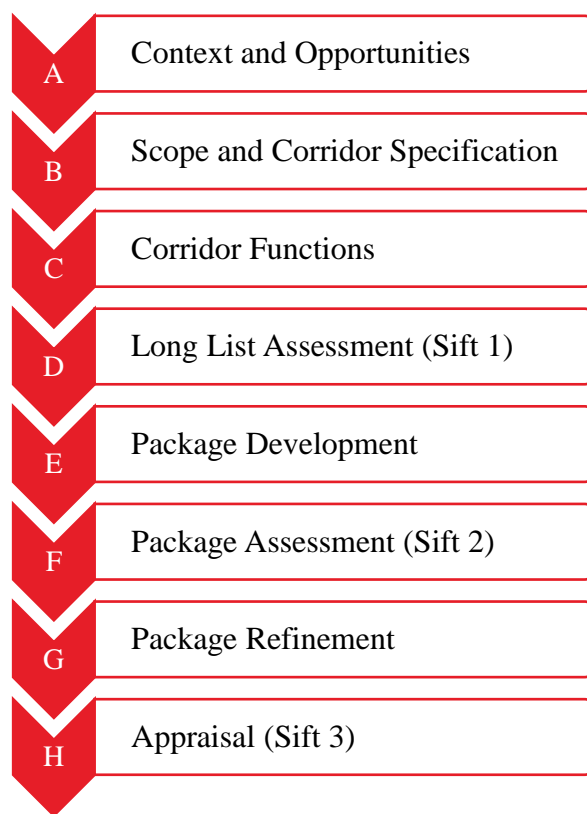 A
Context and Opportunities
B
Scope and Corridor Specification
C
Corridor Functions
D
Long List Assessment (Sift 1)
E
Package Development
F
Package Assessment (Sift 2)
G
Package Refinement
H
Appraisal (Sift 3)